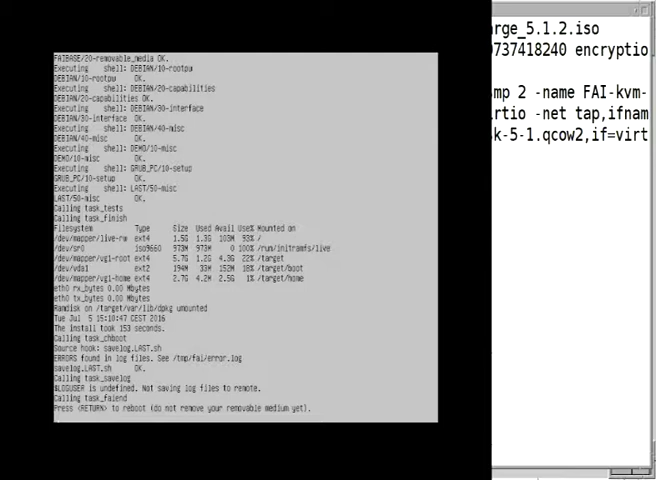 FAIBASE/20-removable_media OK.
Executing shell: DEBIAN/10-rootpw
DEBIAN/10-rootpw OK.
Executing shell: DEBIAN/20-capabilities
DEBIAN/20-capabilities OK.
Executing shell: DEBIAN/30-interface
DEBIAN/30-interface OK.
Executing shell: DEBIAN/40-misc
DEBIAN/40-misc OK.
Executing shell: DEMO/10-misc
DEMO/10-misc OK.
Executing shell: GRUB_PC/10-setup
GRUB_PC/10-setup OK.
Executing shell: LAST/50-misc
LAST/50-misc OK.
Calling task_tests
Calling task_finish
Filesystem Type Size Used Avail Use% Mounted on
/dev/mapper/live-rw ext4 1.5G 1.3G 103M 93% /
/dev/sr0 iso9660 973M 973M 0 100% /run/initramfs/live
/dev/mapper/vg1-root ext4 5.7G 1.2G 4.3G 22% /target
/dev/vda1 ext2 194M 33M 152M 18% /target/boot
/dev/mapper/vg1-home ext4 2.7G 4.2M 2.5G 1% /target/home
eth0 rx_bytes 0.00 Mbytes
eth0 tx_bytes 0.00 Mbytes
Ramdisk on /target/var/lib/dpkg umounted
Tue Jul 5 15:10:47 CEST 2016
The install took 153 seconds.
Calling task_chboot
Source hook: savelog.LAST.sh
ERRORS found in log files. See /tmp/fai/error.log
savelog.LAST.sh OK.
Calling task_savelog
$LOGUSER is undefined. Not saving log files to remote.
Calling task_faiend
Press <RETURN> to reboot (do not remove your removable medium yet).
arge_5.1.2.iso
0737418240 encryptio
mp 2 -name FAI-kvm-
irtio -net tap,ifnam
k-5-1.qcow2,if=virt